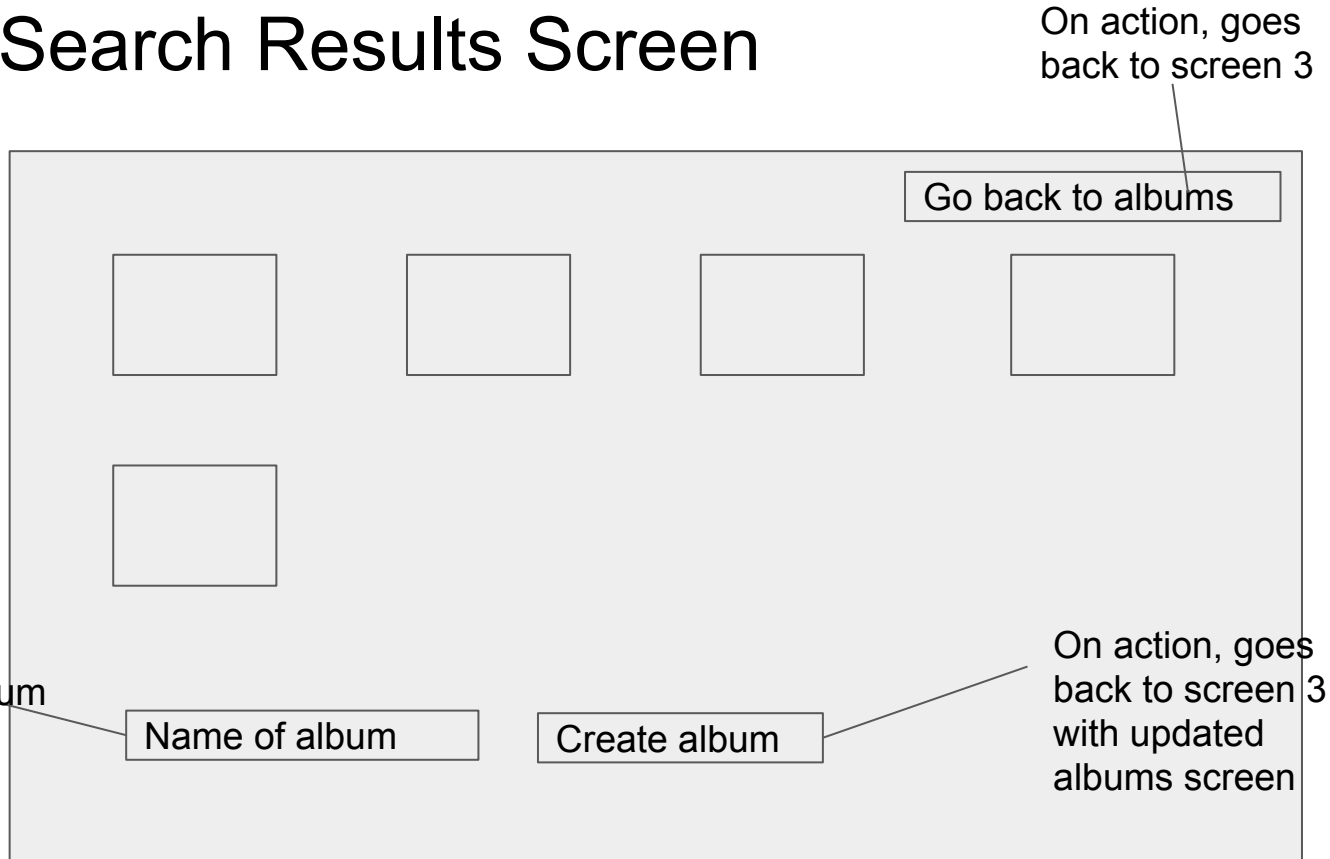 Search Results Screen
On action, goes
back to screen 3
Go back to albums
Name of album
Create album
On action, goes
back to screen 3
with updated
albums screen